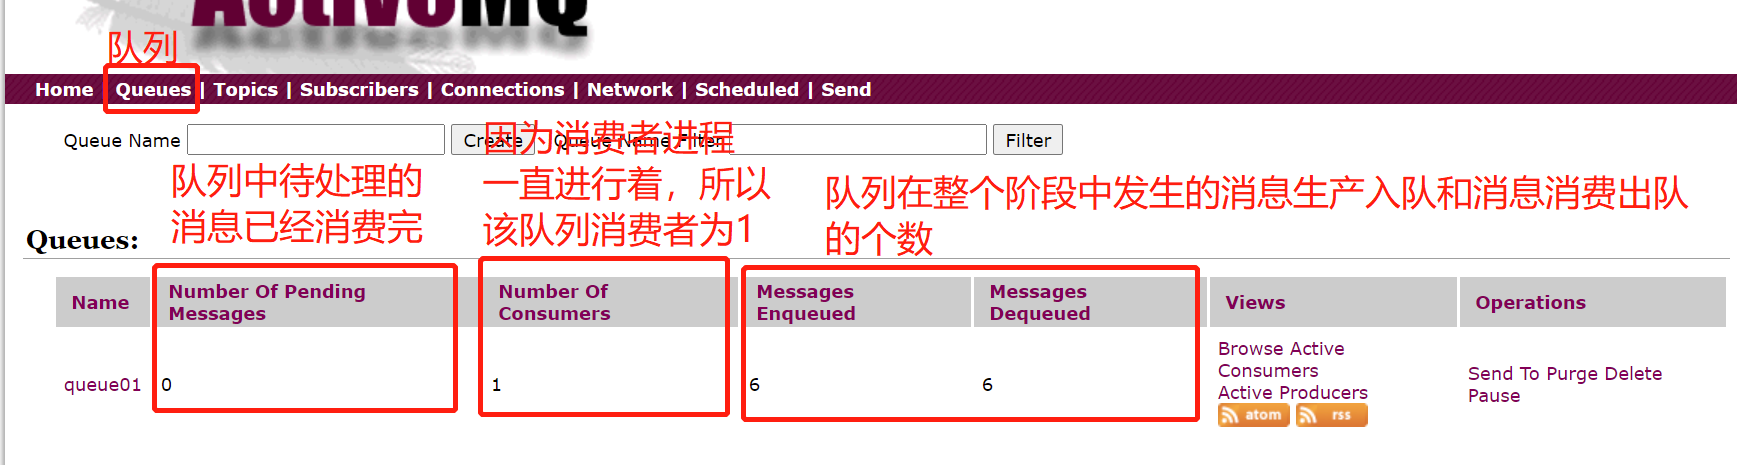 ActiveMQ
队列
Home | Queues | Topics | Subscribers | Connections | Network | Scheduled | Send
Queue Name Create Queue Name Filter Filter
因为消费者进程
一直进行着，所以
该队列消费者为1
队列中待处理的
消息已经消费完
队列在整个阶段中发生的消息生产入队和消息消费出队
的个数
Queues:
Name
Number Of Pending
Messages
Number Of
Consumers
Messages
Enqueued
Messages
Dequeued
Views
Operations
queue01
0
1
6
6
Browse Active
Consumers
Active Producers
atom rss
Send To Purge Delete
Pause